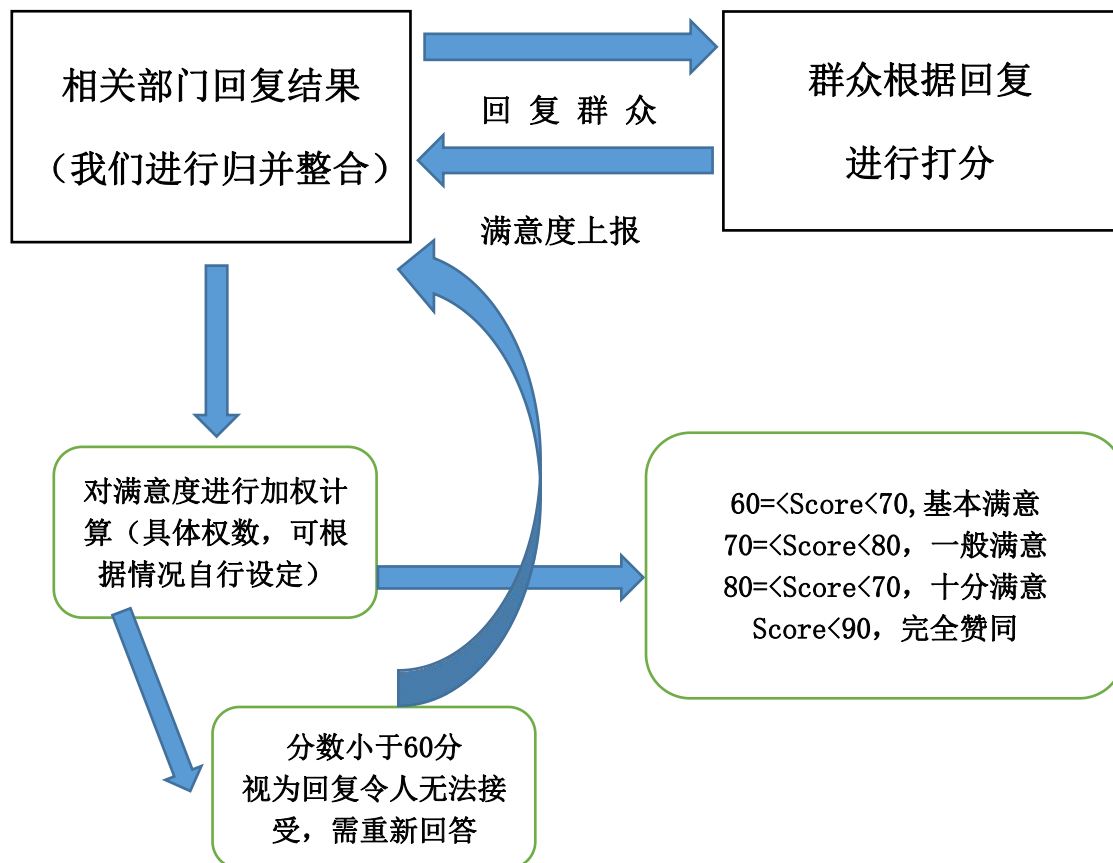 相关部门回复结果
（我们进行归并整合）
回 复 群 众
满意度上报
群众根据回复
进行打分
对满意度进行加权计
算（具体权数，可根
据情况自行设定）
60=<Score<70,基本满意
70=<Score<80，一般满意
80=<Score<70，十分满意
Score<90，完全赞同
分数小于60分
视为回复令人无法接
受，需重新回答